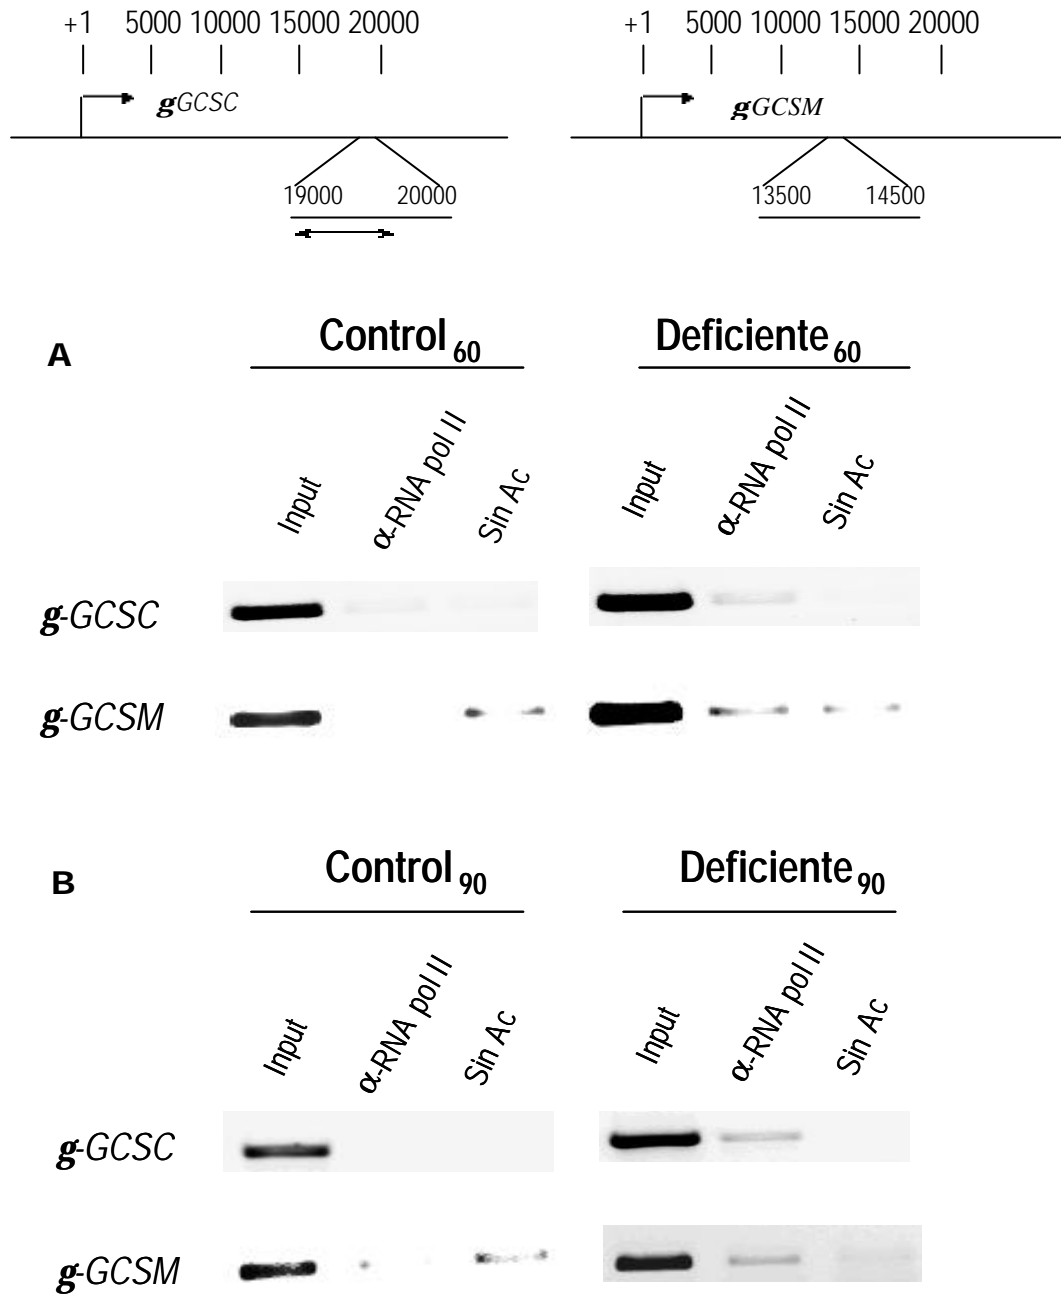 +1 5000 10000 15000 20000
gGCSC
19000 20000
+1 5000 10000 15000 20000
gGCSM
13500 14500
A
Control 60
Deficiente 60
Input α-RNA pol II Sin Ac
Input α-RNA pol II Sin Ac
g-GCSC
g-GCSM
B
Control 90
Deficiente 90
Input α-RNA pol II Sin Ac
Input α-RNA pol II Sin Ac
g-GCSC
g-GCSM